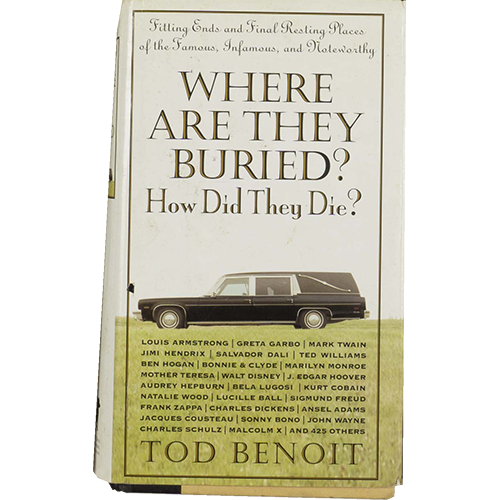 Fitting Ends and Final Resting Places
of the Famous, Infamous, and Noteworthy
WHERE
ARE THEY
BURIED?
How Did They Die?
LOUIS ARMSTRONG | GRETA GARBO | MARK TWAIN
JIMI HENDRIX | SALVADOR DALI | TED WILLIAMS
BEN HOGAN | BONNIE & CLYDE | MARILYN MONROE
MOTHER TERESA | WALT DISNEY | J. EDGAR HOOVER
AUDREY HEPBURN | BELA LUGOSI | KURT COBAIN
NATALIE WOOD | LUCILLE BALL | SIGMUND FREUD
FRANK ZAPPA | CHARLES DICKENS | ANSEL ADAMS
JACQUES COUSTEAU | SONNY BONO | JOHN WAYNE
CHARLES SCHULZ | MALCOLM X | AND 425 OTHERS
TOD BENOIT